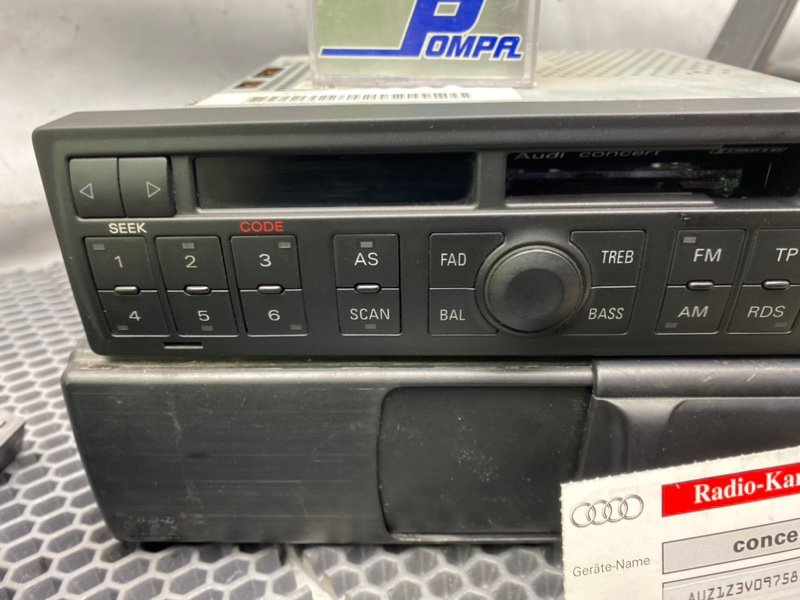 POMPA
Audi concert
SEEK CODE
1 2 3 AS FAD TREB FM TP
4 5 6 SCAN BAL BASS AM RDS
Radio-Kar
Geräte-Name conce
AUZ1Z3V09758